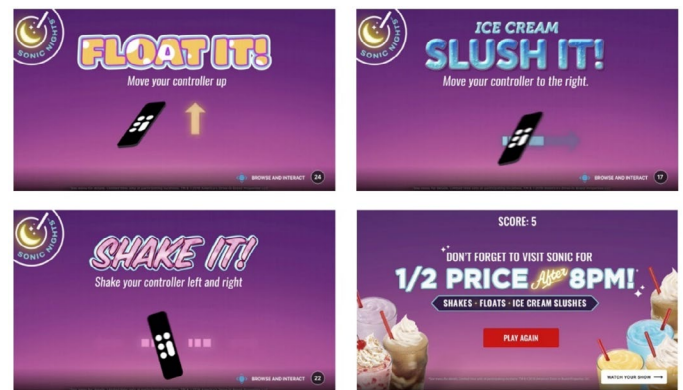 SONIC NIGHTS
FLOAT IT!
Move your controller up
BROWSE AND INTERACT 24
SONIC NIGHTS
ICE CREAM
SLUSH IT!
Move your controller to the right.
BROWSE AND INTERACT 17
SONIC NIGHTS
SHAKE IT!
Shake your controller left and right
BROWSE AND INTERACT 22
SCORE: 5
DON'T FORGET TO VISIT SONIC FOR
1/2 PRICE After 8PM!
SHAKES • FLOATS • ICE CREAM SLUSHES
PLAY AGAIN
WATCH YOUR SHOW